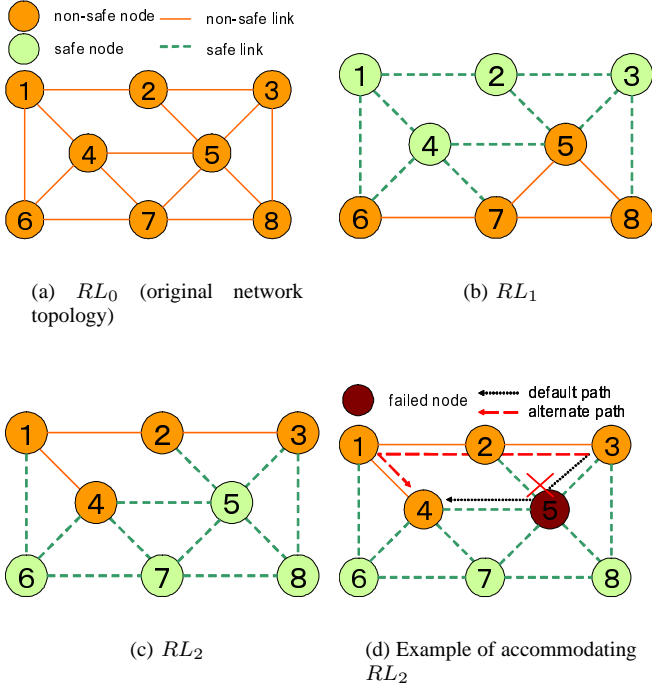 non-safe node
non-safe link
safe node
safe link
1 2 3
4 5
6 7 8
(a) RL0 (original network
topology)
1 2 3
4 5
6 7 8
(b) RL1
1 2 3
4 5
6 7 8
(c) RL2
failed node
default path
alternate path
1 2 3
4 5
6 7 8
(d) Example of accommodating
RL2